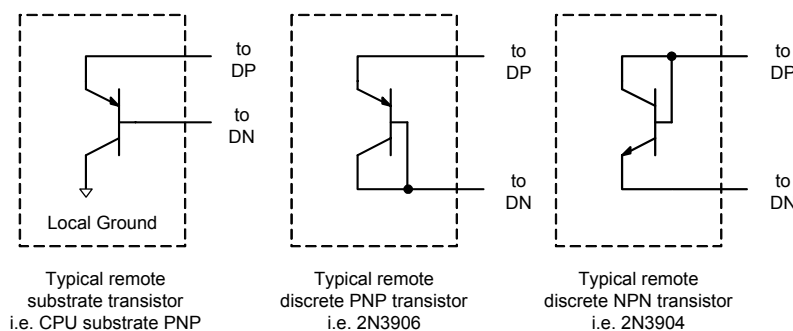 to
DP
to
DN
Local Ground
to
DP
to
DN
to
DP
to
DN
Typical remote
substrate transistor
i.e. CPU substrate PNP
Typical remote
discrete PNP transistor
i.e. 2N3906
Typical remote
discrete NPN transistor
i.e. 2N3904